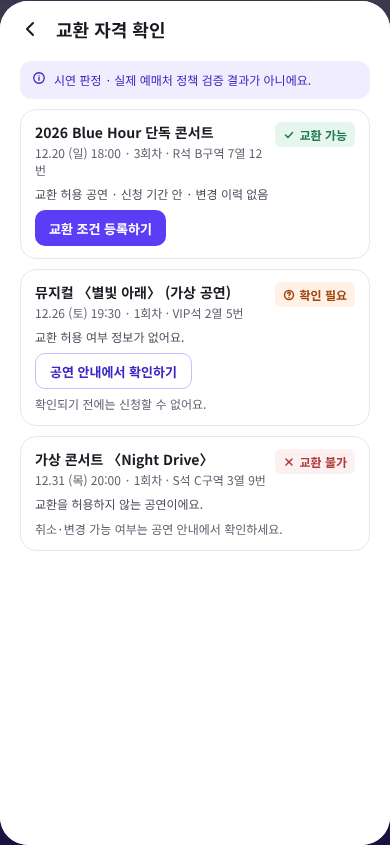 교환 자격 확인
시연 판정 · 실제 예매처 정책 검증 결과가 아니에요.
2026 Blue Hour 단독 콘서트
교환 가능
12.20 (일) 18:00 · 3회차 · R석 B구역 7열 12
번
교환 허용 공연 · 신청 기간 안 · 변경 이력 없음
교환 조건 등록하기
뮤지컬 〈별빛 아래〉 (가상 공연)
확인 필요
12.26 (토) 19:30 · 1회차 · VIP석 2열 5번
교환 허용 여부 정보가 없어요.
공연 안내에서 확인하기
확인되기 전에는 신청할 수 없어요.
가상 콘서트 〈Night Drive〉
교환 불가
12.31 (목) 20:00 · 1회차 · S석 C구역 3열 9번
교환을 허용하지 않는 공연이에요.
취소·변경 가능 여부는 공연 안내에서 확인하세요.